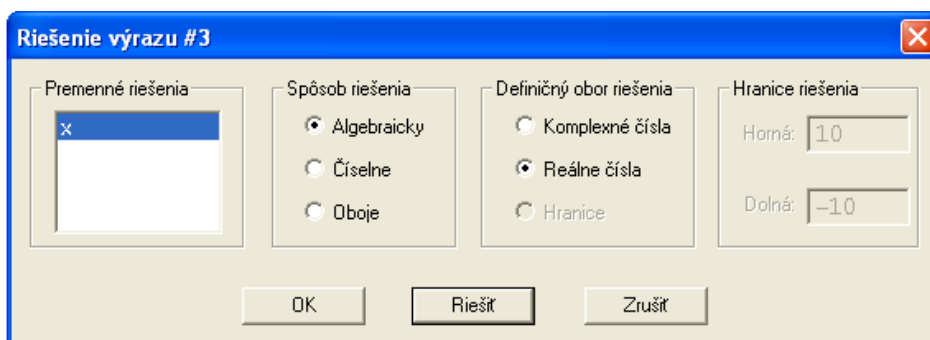 Riešenie výrazu #3
Premenné riešenia
x
Spôsob riešenia
Algebraicky
Číselne
Oboje
Definičný obor riešenia
Komplexné čísla
Reálne čísla
Hranice
Hranice riešenia
Horná: 10
Dolná: -10
OK
Riešiť
Zrušiť